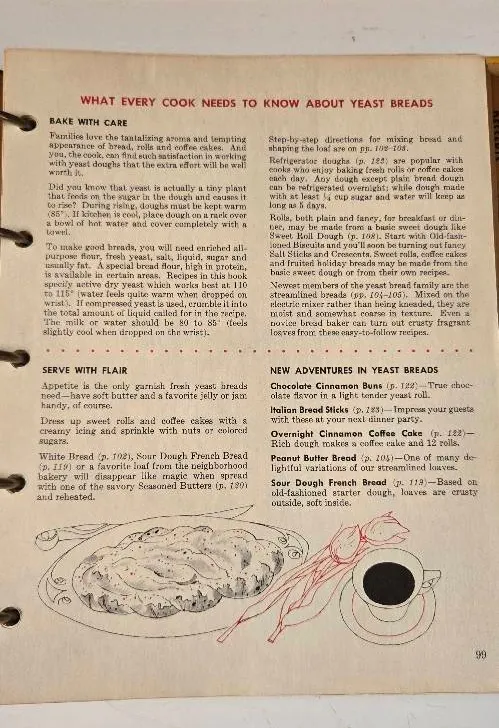 WHAT EVERY COOK NEEDS TO KNOW ABOUT YEAST BREADS
BAKE WITH CARE
Families love the tantalizing aroma and tempting
appearance of bread, rolls and coffee cakes. And
you, the cook, can find such satisfaction in working
with yeast doughs that the extra effort will be well
worth it.
Did you know that yeast is actually a tiny plant
that feeds on the sugar in the dough and causes it
to rise? During rising, doughs must be kept warm
(85°). If kitchen is cool, place dough on a rack over
a bowl of hot water and cover completely with a
towel.
To make good breads, you will need enriched all-
purpose flour, fresh yeast, salt, liquid, sugar and
usually fat. A special bread flour, high in protein,
is available in certain areas. Recipes in this book
specify active dry yeast which works best at 110
to 115° (water feels quite warm when dropped on
wrist). If compressed yeast is used, crumble it into
the total amount of liquid called for in the recipe.
The milk or water should be 80 to 85° (feels
slightly cool when dropped on the wrist).
Step-by-step directions for mixing bread and
shaping the loaf are on pp. 102-103.
Refrigerator doughs (p. 122) are popular with
cooks who enjoy baking fresh rolls or coffee cakes
each day. Any dough except plain bread dough
can be refrigerated overnight; while dough made
with at least ¼ cup sugar and water will keep as
long as 5 days.
Rolls, both plain and fancy, for breakfast or din-
ner, may be made from a basic sweet dough like
Sweet Roll Dough (p. 108). Start with Old-fash-
ioned Biscuits and you'll soon be turning out fancy
Salt Sticks and Crescents. Sweet rolls, coffee cakes
and fruited holiday breads may be made from the
basic sweet dough or from their own recipes.
Newest members of the yeast bread family are the
streamlined breads (pp. 104-105). Mixed on the
electric mixer rather than being kneaded, they are
moist and somewhat coarse in texture. Even a
novice bread baker can turn out crusty fragrant
loaves from these easy-to-follow recipes.
SERVE WITH FLAIR
Appetite is the only garnish fresh yeast breads
need—have soft butter and a favorite jelly or jam
handy, of course.
Dress up sweet rolls and coffee cakes with a
creamy icing and sprinkle with nuts or colored
sugars.
White Bread (p. 102), Sour Dough French Bread
(p. 119) or a favorite loaf from the neighborhood
bakery will disappear like magic when spread
with one of the savory Seasoned Butters (p. 120)
and reheated.
NEW ADVENTURES IN YEAST BREADS
Chocolate Cinnamon Buns (p. 122)—True choc-
olate flavor in a light tender yeast roll.
Italian Bread Sticks (p. 123)—Impress your guests
with these at your next dinner party.
Overnight Cinnamon Coffee Cake (p. 122)—
Rich dough makes a coffee cake and 12 rolls.
Peanut Butter Bread (p. 104)—One of many de-
lightful variations of our streamlined loaves.
Sour Dough French Bread (p. 119)—Based on
old-fashioned starter dough, loaves are crusty
outside, soft inside.
99